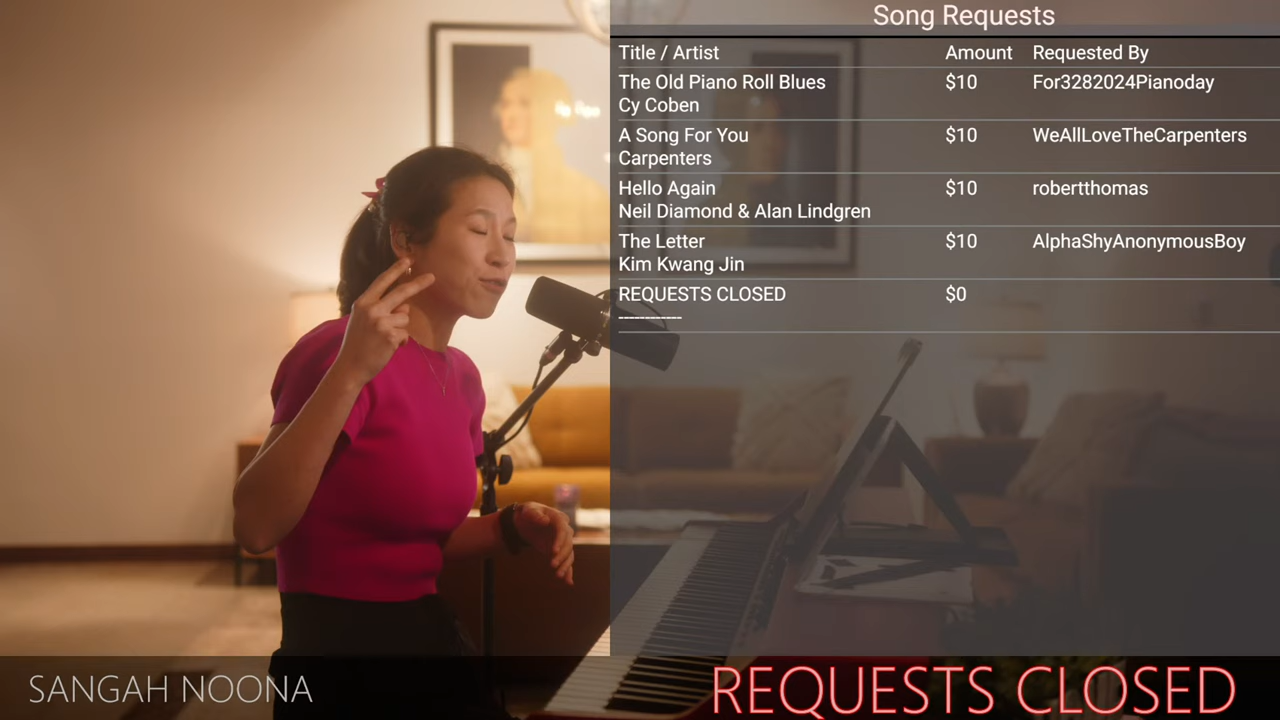 Song Requests
Title / Artist Amount Requested By
The Old Piano Roll Blues $10 For3282024Pianoday
Cy Coben
A Song For You $10 WeAllLoveTheCarpenters
Carpenters
Hello Again $10 robertthomas
Neil Diamond & Alan Lindgren
The Letter $10 AlphaShyAnonymousBoy
Kim Kwang Jin
REQUESTS CLOSED $0
------------
SANGAH NOONA
REQUESTS CLOSED